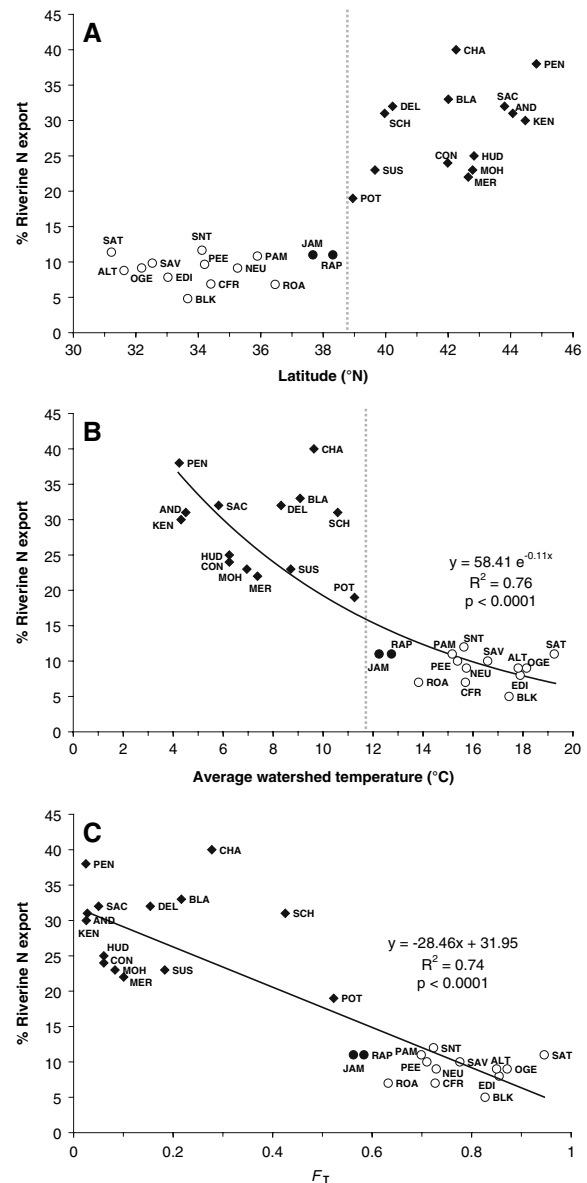 A
% Riverine N export
45
40
35
30
25
20
15
10
5
0
CHA
PEN
DEL
BLA
SAC
AND
SCH
KEN
CON
HUD
SUS
MOH
MER
POT
SAT
SNT
JAM
SAV
PEE
PAM
ALT
OGE
EDI
NEU
RAP
CFR
ROA
BLK
30 32 34 36 38 40 42 44 46
Latitude (°N)
B
% Riverine N export
45
40
35
30
25
20
15
10
5
0
CHA
PEN
BLA
AND
SAC
DEL
KEN
SCH
HUD
CON
MOH
SUS
MER
POT
y = 58.41 e-0.11x
R2 = 0.76
p < 0.0001
RAP
PAM
SNT
SAV
ALT
SAT
JAM
PEE
NEU
OGE
ROA
CFR
EDI
BLK
0 2 4 6 8 10 12 14 16 18 20
Average watershed temperature (°C)
C
% Riverine N export
45
40
35
30
25
20
15
10
5
0
CHA
PEN
SAC
DEL
BLA
AND
SCH
KEN
HUD
CON
MOH
SUS
MER
POT
y = -28.46x + 31.95
R2 = 0.74
p < 0.0001
RAP
PAM
SNT
SAV
ALT
SAT
JAM
PEE
NEU
OGE
ROA
CFR
EDI
BLK
0 0.2 0.4 0.6 0.8 1
FT